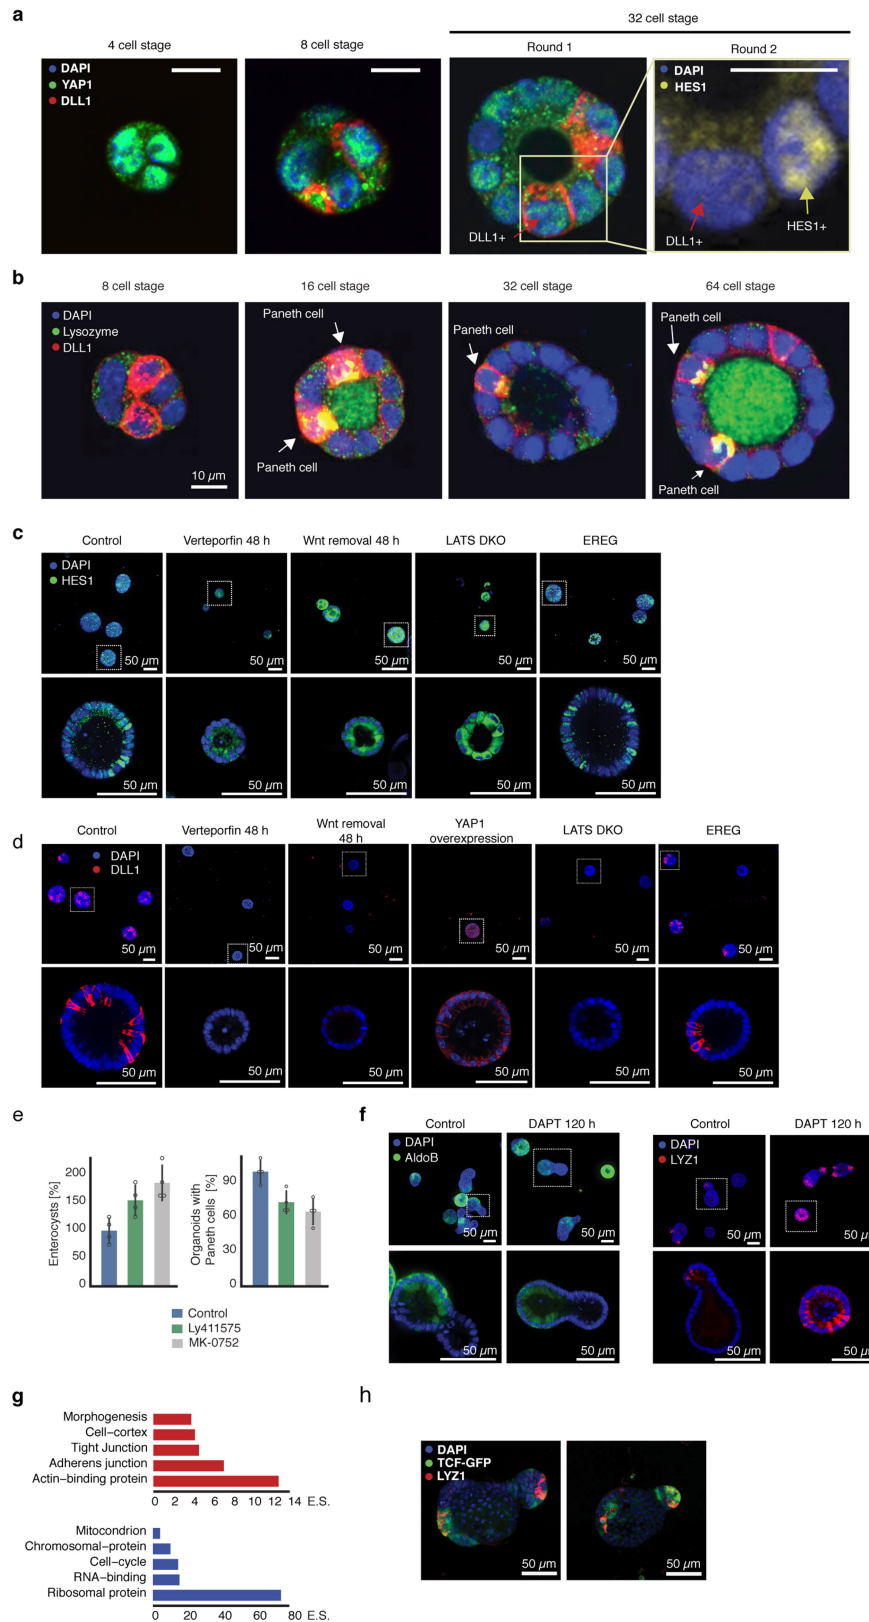 a
32 cell stage
4 cell stage
8 cell stage
Round 1
Round 2
DAPI
YAP1
DLL1
DAPI
HES1
DLL1+
DLL1+
HES1+
b
8 cell stage
16 cell stage
32 cell stage
64 cell stage
DAPI
Lysozyme
DLL1
10 µm
Paneth cell
Paneth cell
Paneth cell
Paneth cell
Paneth cell
c
Control
Verteporfin 48 h
Wnt removal 48 h
LATS DKO
EREG
DAPI
HES1
50 µm
50 µm
50 µm
50 µm
50 µm
50 µm
50 µm
50 µm
50 µm
50 µm
d
Control
Verteporfin 48 h
Wnt removal
48 h
YAP1
overexpression
LATS DKO
EREG
DAPI
DLL1
50 µm
50 µm
50 µm
50 µm
50 µm
50 µm
50 µm
50 µm
50 µm
50 µm
50 µm
50 µm
e
Enterocysts [%]
200
150
100
50
0
Organoids with
Paneth cells [%]
90
60
30
0
Control
Ly411575
MK-0752
f
Control
DAPT 120 h
DAPI
AldoB
50 µm
50 µm
50 µm
50 µm
Control
DAPT 120 h
DAPI
LYZ1
50 µm
50 µm
50 µm
50 µm
g
Morphogenesis
Cell-cortex
Tight Junction
Adherens junction
Actin-binding protein
0 2 4 6 8 10 12 14 E.S.
Mitocondrion
Chromosomal-protein
Cell-cycle
RNA-binding
Ribosomal protein
0 20 40 60 80 E.S.
h
DAPI
TCF-GFP
LYZ1
50 µm
50 µm